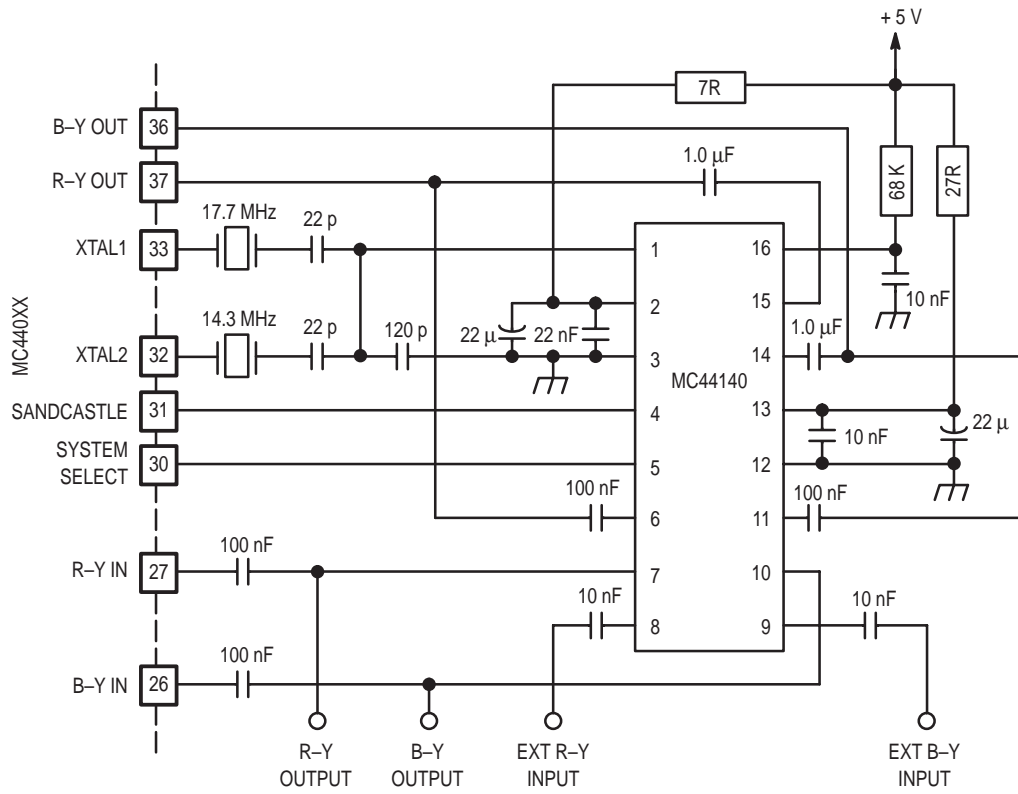 + 5 V
7R
B–Y OUT
36
1.0 µF
R–Y OUT
37
68 K
27R
17.7 MHz
22 p
XTAL1
33
1
16
10 nF
2
15
MC440XX
14.3 MHz
22 p
120 p
22 µ
22 nF
1.0 µF
XTAL2
32
3
14
MC44140
SANDCASTLE
31
4
13
10 nF
22 µ
SYSTEM
SELECT
30
5
12
100 nF
100 nF
6
11
100 nF
R–Y IN
27
7
10
10 nF
10 nF
8
9
100 nF
B–Y IN
26
R–Y
OUTPUT
B–Y
OUTPUT
EXT R–Y
INPUT
EXT B–Y
INPUT